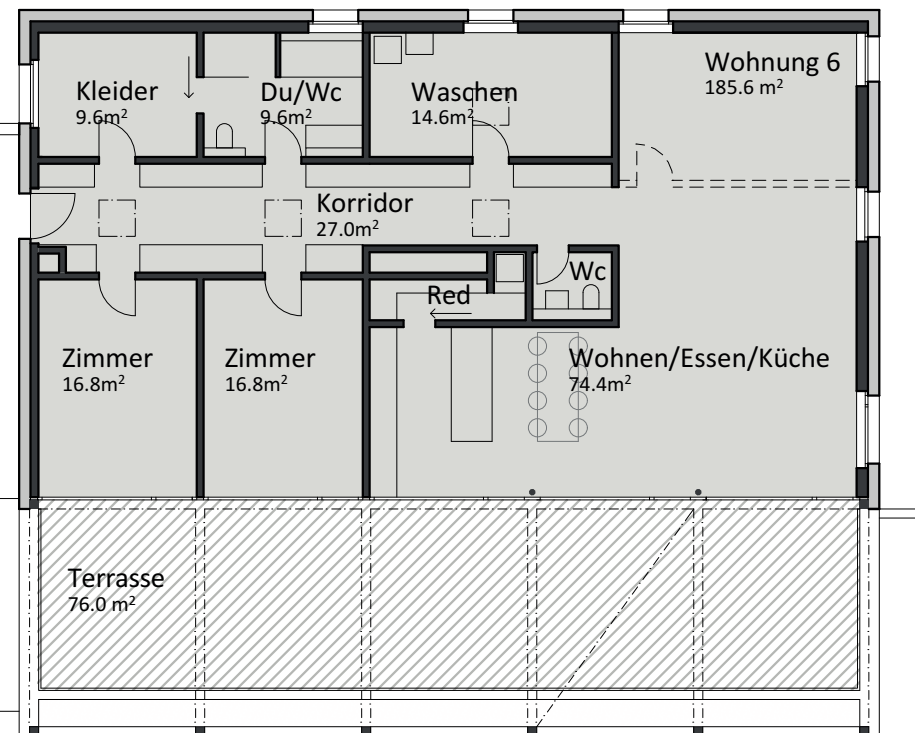 Wohnung 6
185.6 m²
Kleider
9.6m²
Du/Wc
9.6m²
Waschen
14.6m²
Korridor
27.0m²
Wc
Red
Zimmer
16.8m²
Zimmer
16.8m²
Wohnen/Essen/Küche
74.4m²
Terrasse
76.0 m²